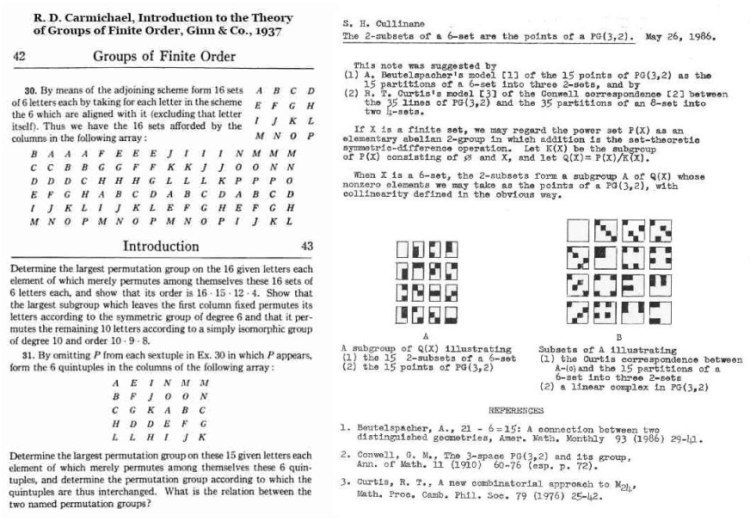 R. D. Carmichael, Introduction to the Theory
of Groups of Finite Order, Ginn & Co., 1937
42 Groups of Finite Order
30. By means of the adjoining scheme form 16 sets
of 6 letters each by taking for each letter in the scheme
the 6 which are aligned with it (excluding that letter
itself). Thus we have the 16 sets afforded by the
columns in the following array:
A B C D
E F G H
I J K L
M N O P
B A A A F E E E J I I I N M M M
C C B B G G F F K K J J O O N N
D D D C H H H G L L L K P P P O
E F G H A B C D A B C D A B C D
I J K L I J K L E F G H E F G H
M N O P M N O P M N O P I J K L
Introduction 43
Determine the largest permutation group on the 16 given letters each
element of which merely permutes among themselves these 16 sets of
6 letters each, and show that its order is 16 · 15 · 12 · 4. Show that
the largest subgroup which leaves the first column fixed permutes its
letters according to the symmetric group of degree 6 and that it per-
mutes the remaining 10 letters according to a simply isomorphic group
of degree 10 and order 10 · 9 · 8.
31. By omitting P from each sextuple in Ex. 30 in which P appears,
form the 6 quintuples in the columns of the following array:
A E I N M M
B F J O O N
C G K A B C
H D D E F G
L L H I J K
Determine the largest permutation group on these 15 given letters each
element of which merely permutes among themselves these 6 quin-
tuples, and determine the permutation group according to which the
quintuples are thus interchanged. What is the relation between the
two named permutation groups?
S. H. Cullinane
The 2-subsets of a 6-set are the points of a PG(3,2). May 26, 1986.
This note was suggested by
(1) A. Beutelspacher's model [1] of the 15 points of PG(3,2) as the
15 partitions of a 6-set into three 2-sets, and by
(2) R. T. Curtis's model [3] of the Conwell correspondence [2] between
the 35 lines of PG(3,2) and the 35 partitions of an 8-set into
two 4-sets.
If X is a finite set, we may regard the power set P(X) as an
elementary abelian 2-group in which addition is the set-theoretic
symmetric-difference operation. Let K(X) be the subgroup
of P(X) consisting of ∅ and X, and let Q(X)= P(X)/K(X).
When X is a 6-set, the 2-subsets form a subgroup A of Q(X) whose
nonzero elements we may take as the points of a PG(3,2), with
collinearity defined in the obvious way.
A
A subgroup of Q(X) illustrating
(1) the 15 2-subsets of a 6-set
(2) the 15 points of PG(3,2)
B
Subsets of A illustrating
(1) the Curtis correspondence between
A-{0} and the 15 partitions of a
6-set into three 2-sets
(2) a linear complex in PG(3,2)
REFERENCES
1. Beutelspacher, A., 21 - 6 = 15: A connection between two
distinguished geometries, Amer. Math. Monthly 93 (1986) 29-41.
2. Conwell, G. M., The 3-space PG(3,2) and its group,
Ann. of Math. 11 (1910) 60-76 (esp. p. 72).
3. Curtis, R. T., A new combinatorial approach to M24,
Math. Proc. Camb. Phil. Soc. 79 (1976) 25-42.